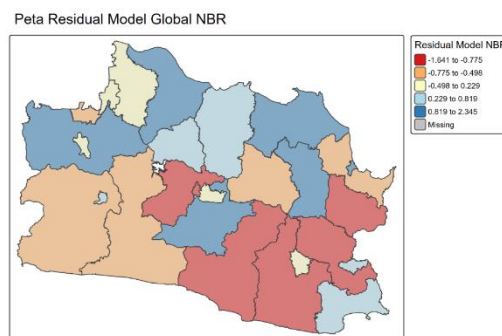 Peta Residual Model Global NBR
Residual Model NBR
-1.641 to -0.775
-0.775 to -0.498
-0.498 to 0.229
0.229 to 0.819
0.819 to 2.345
Missing